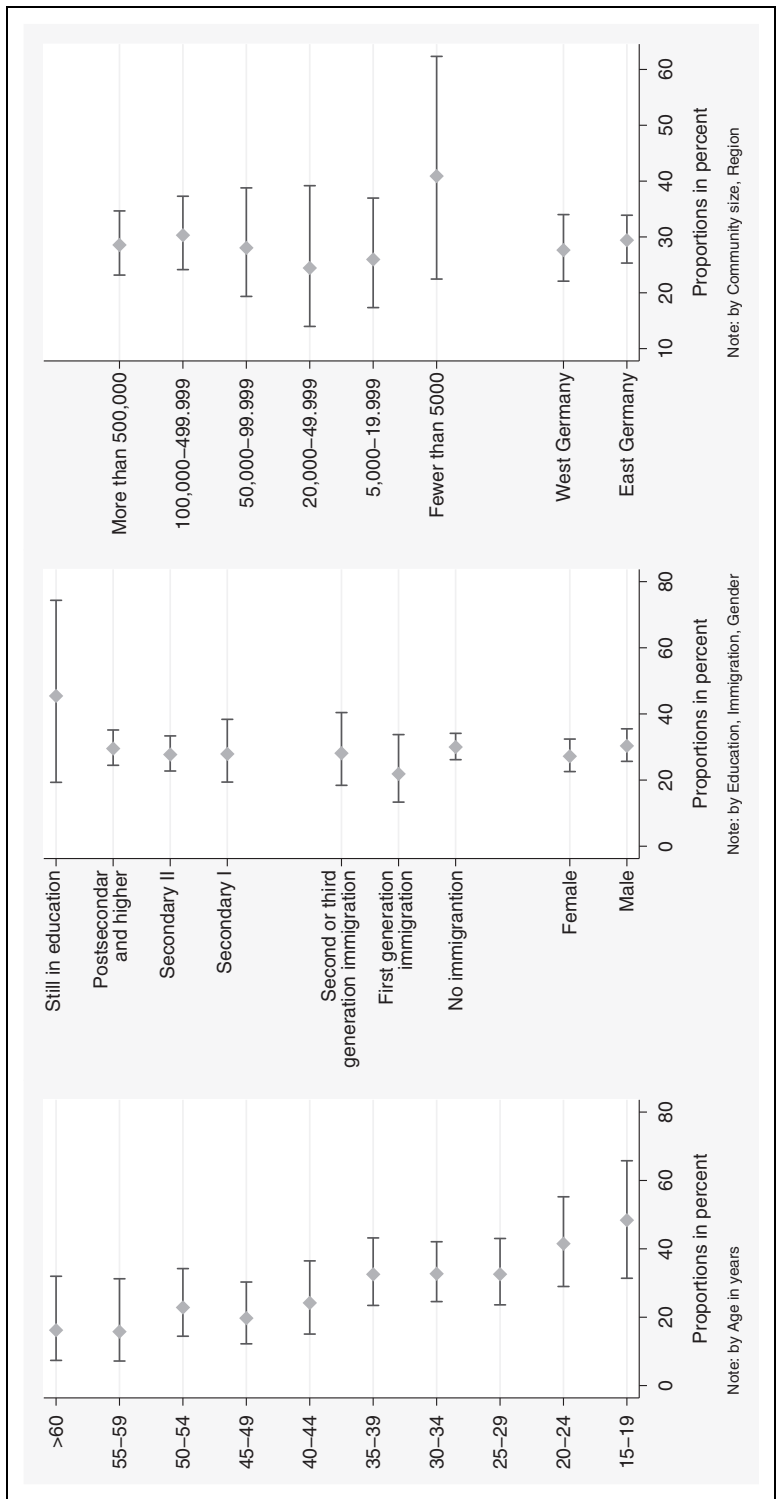 >60
55–59
50–54
45–49
40–44
35–39
30–34
25–29
20–24
15–19
0 20 40 60 80
Proportions in percent
Note: by Age in years
Still in education
Postsecondar
and higher
Secondary II
Secondary I
Second or third
generation immigration
First generation
immigration
No immigrantion
Female
Male
0 20 40 60 80
Proportions in percent
Note: by Education, Immigration, Gender
More than 500,000
100,000–499.999
50,000–99.999
20,000–49.999
5,000–19.999
Fewer than 5000
West Germany
East Germany
10 20 30 40 50 60
Proportions in percent
Note: by Community size, Region